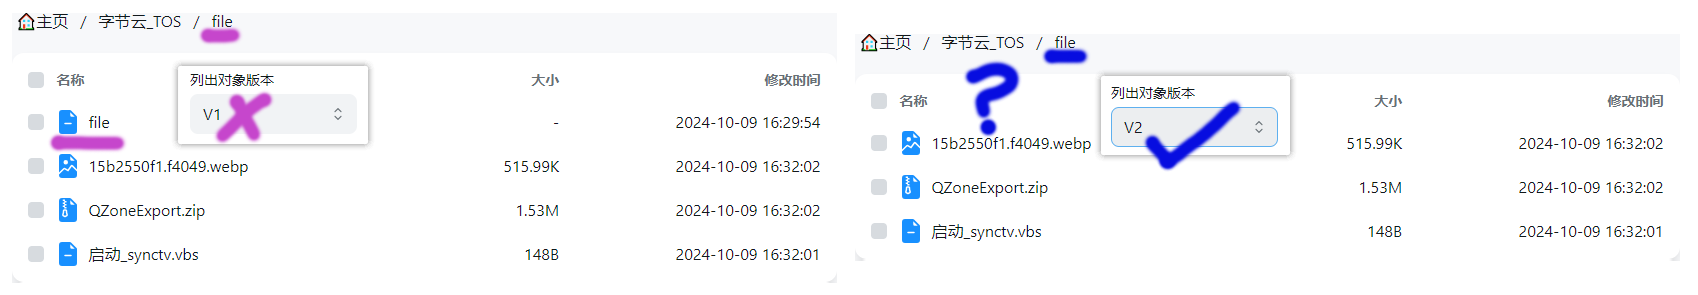 主页 / 字节云_TOS / file
名称 大小 修改时间
列出对象版本
V1
file - 2024-10-09 16:29:54
15b2550f1.f4049.webp 515.99K 2024-10-09 16:32:02
QZoneExport.zip 1.53M 2024-10-09 16:32:02
启动_synctv.vbs 148B 2024-10-09 16:32:01
主页 / 字节云_TOS / file
?
列出对象版本
名称 大小 修改时间
V2
15b2550f1.f4049.webp 515.99K 2024-10-09 16:32:02
QZoneExport.zip 1.53M 2024-10-09 16:32:02
启动_synctv.vbs 148B 2024-10-09 16:32:01